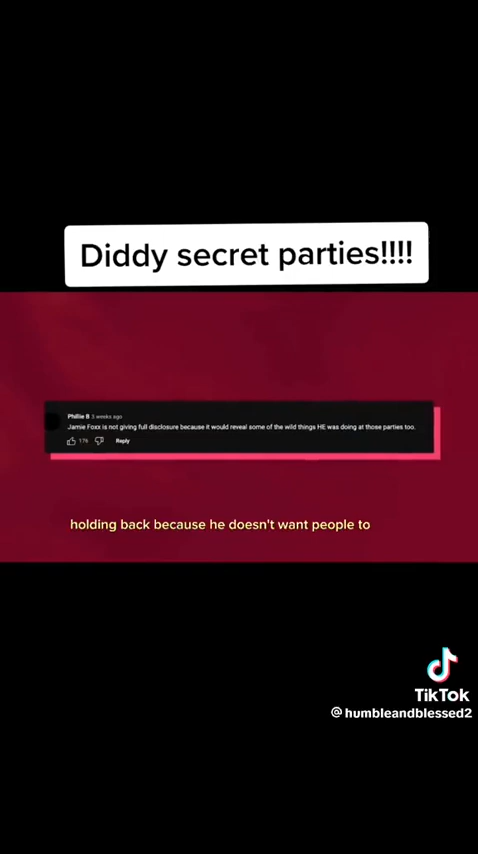 Diddy secret parties!!!!
Phillie B 3 weeks ago
Jamie Foxx is not giving full disclosure because it would reveal some of the wild things HE was doing at those parties too.
176 Reply
holding back because he doesn't want people to
TikTok
@humbleandblessed2